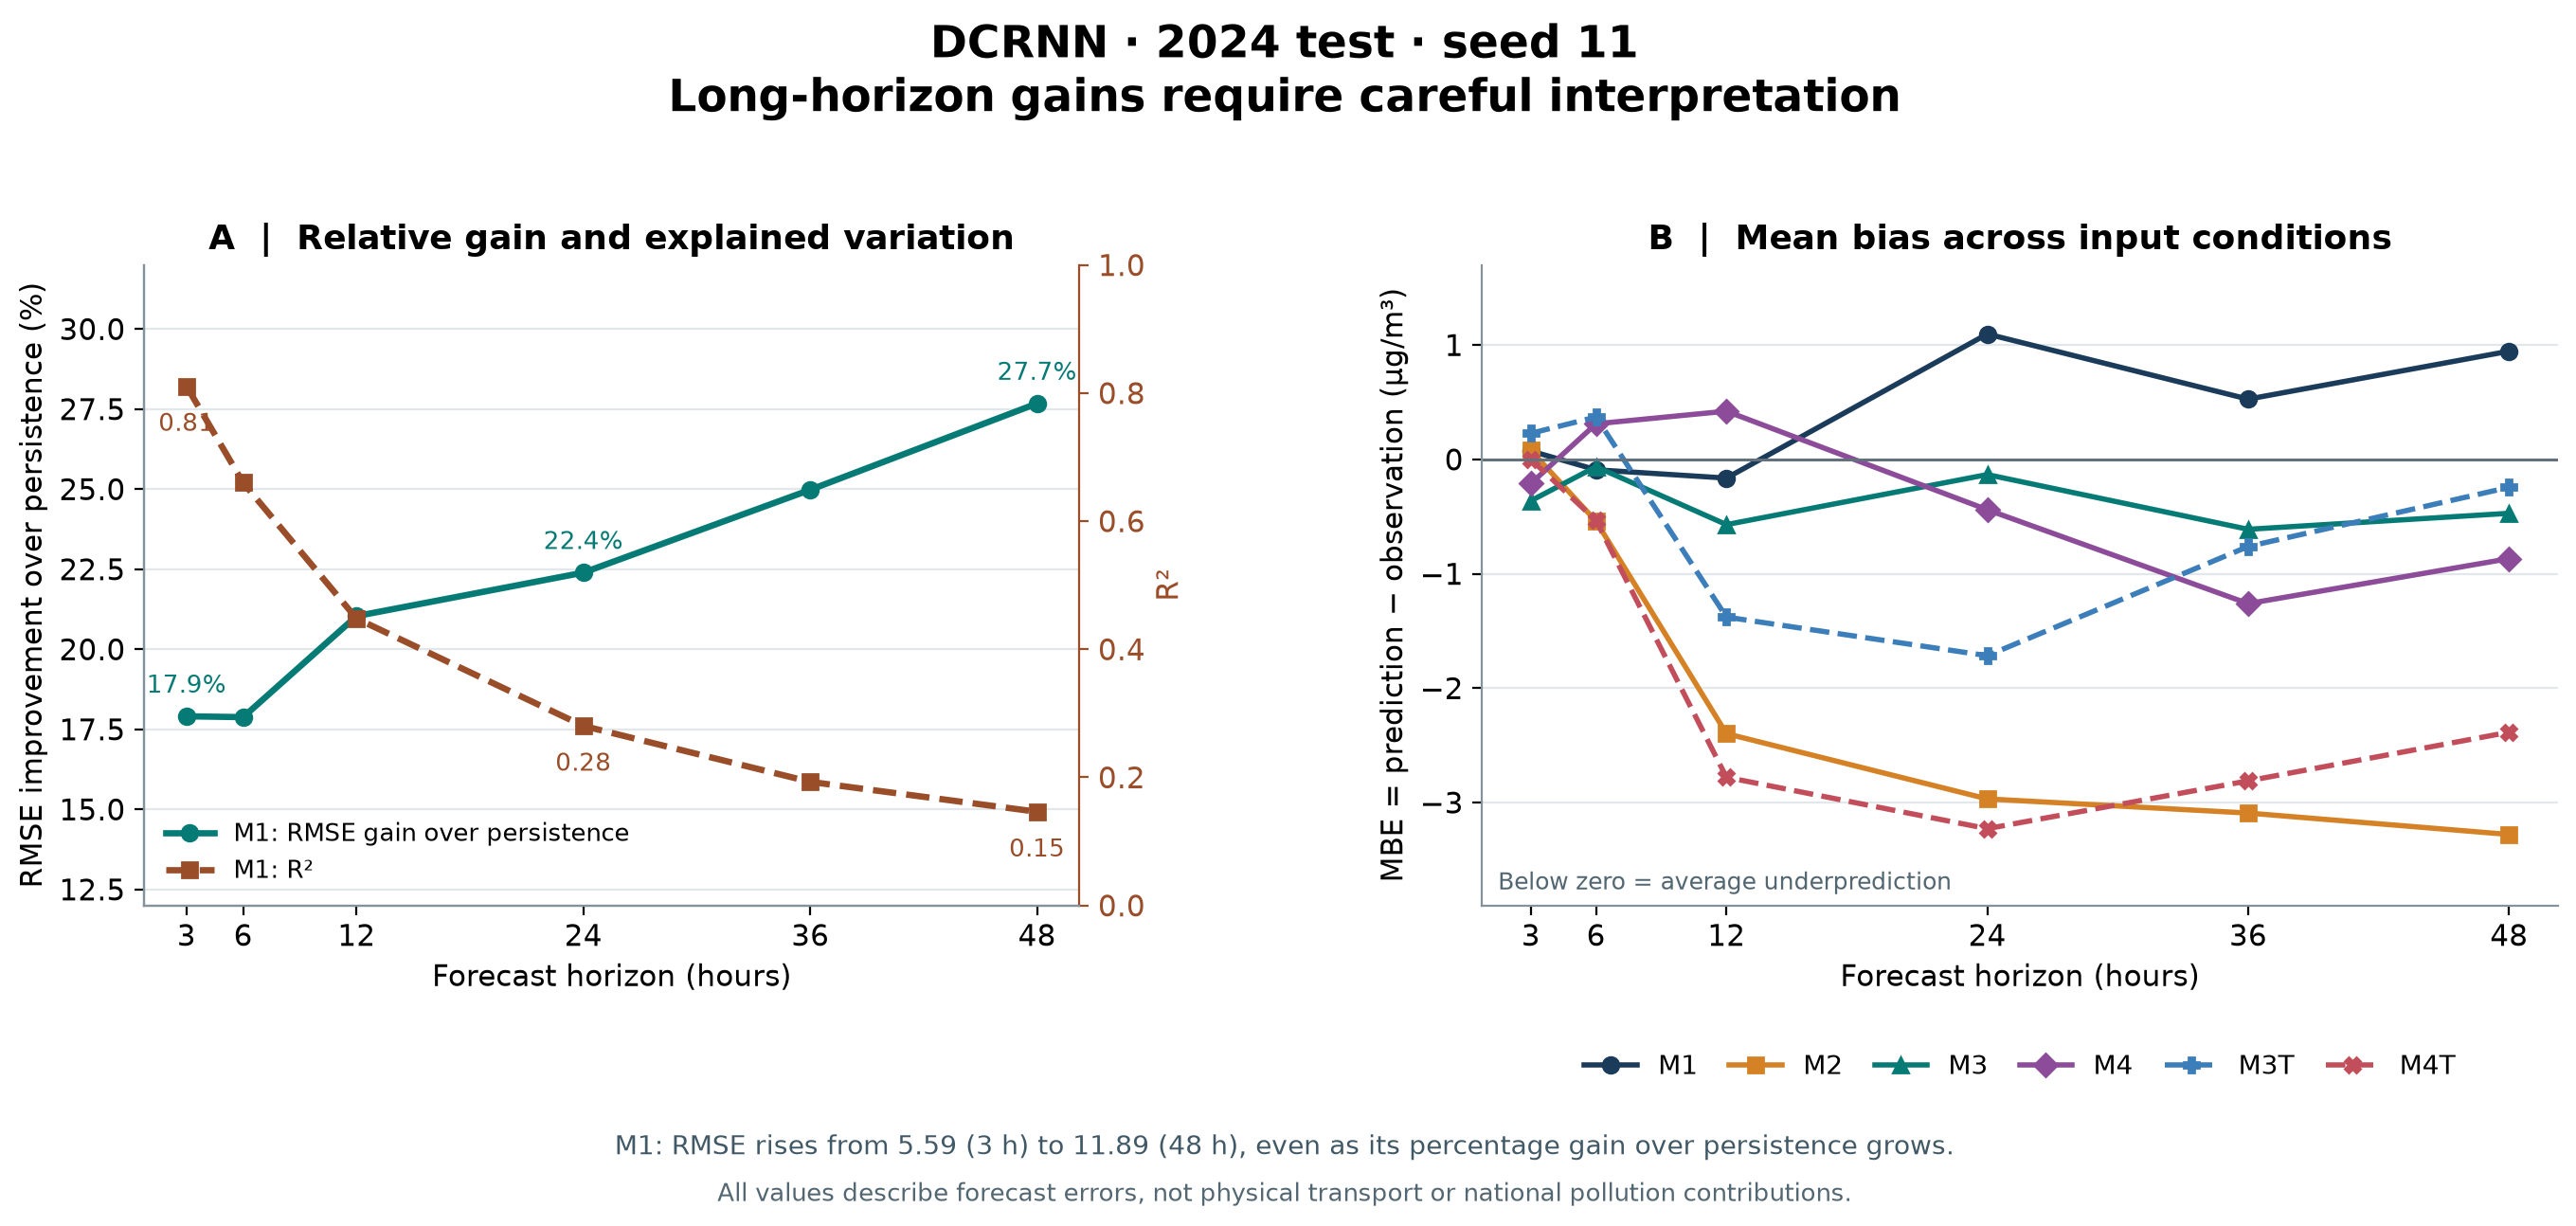 DCRNN · 2024 test · seed 11
Long-horizon gains require careful interpretation
A | Relative gain and explained variation
RMSE improvement over persistence (%)
30.0
27.5
25.0
22.5
20.0
17.5
15.0
12.5
1.0
0.8
0.6
0.4
0.2
0.0
R²
0.81
17.9%
22.4%
27.7%
0.28
0.15
M1: RMSE gain over persistence
M1: R²
3 6 12 24 36 48
Forecast horizon (hours)
B | Mean bias across input conditions
MBE = prediction − observation (µg/m³)
1
0
−1
−2
−3
Below zero = average underprediction
3 6 12 24 36 48
Forecast horizon (hours)
M1 M2 M3 M4 M3T M4T
M1: RMSE rises from 5.59 (3 h) to 11.89 (48 h), even as its percentage gain over persistence grows.
All values describe forecast errors, not physical transport or national pollution contributions.